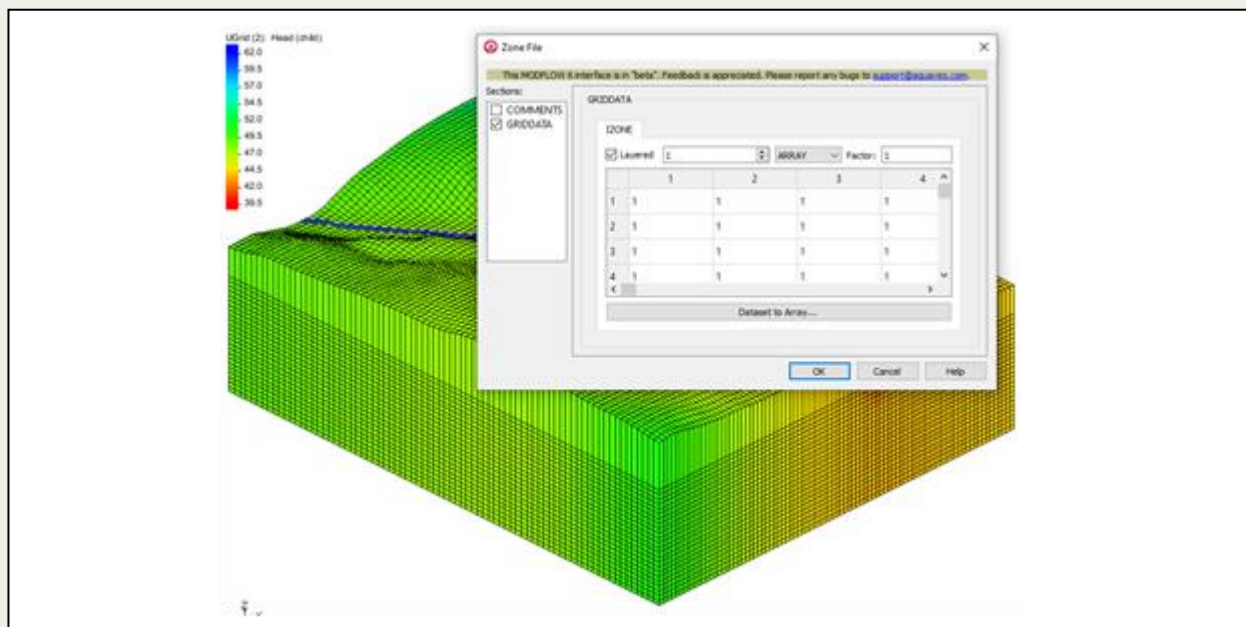 UGrid (2) Head (child)
62.0
59.5
57.0
54.5
52.0
49.5
47.0
44.5
42.0
39.5
Zone File
This MODFLOW 6 interface is in "beta". Feedback is appreciated. Please report any bugs to support@aquaveo.com.
Sections:
COMMENTS
GRIDDATA
GRIDDATA
IZONE
Layered 1 ARRAY Factor: 1
1 2 3 4
1 1 1 1 1
2 1 1 1 1
3 1 1 1 1
4 1 1 1 1
Dataset to Array...
OK Cancel Help